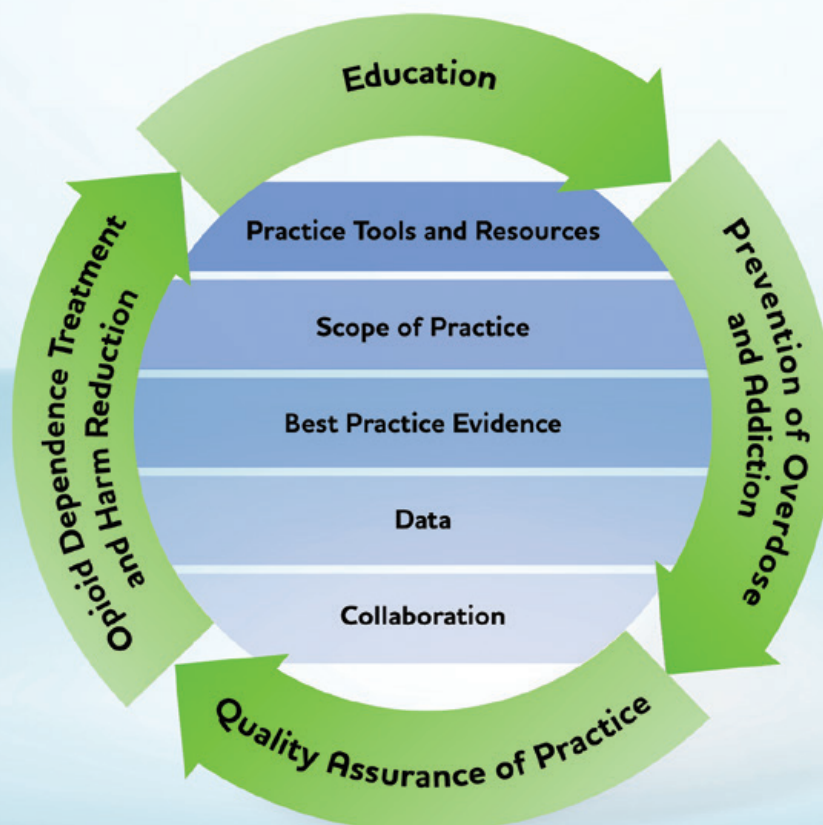 Education
Practice Tools and Resources
Scope of Practice
Best Practice Evidence
Data
Collaboration
Prevention of Overdose
and Addiction
Quality Assurance of Practice
Opioid Dependence Treatment
and Harm Reduction